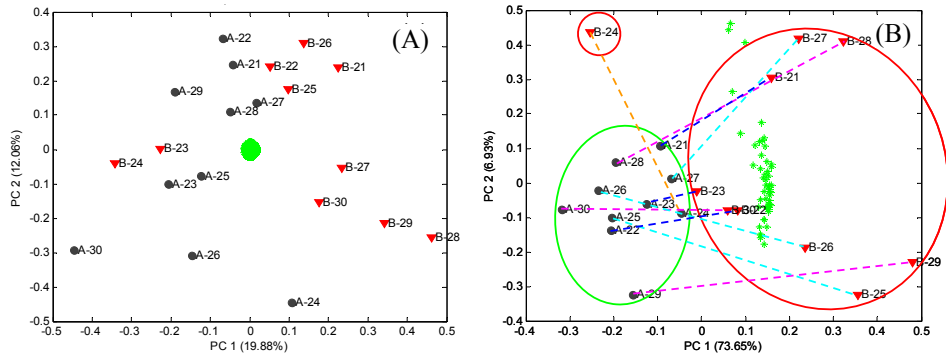 (A)
A-22
B-26
A-21
B-22
B-21
A-29
B-25
A-27
A-28
B-23
B-24
A-25
A-23
B-27
B-30
B-29
B-28
A-30
A-26
A-24
0.4
0.3
0.2
0.1
0
-0.1
-0.2
-0.3
-0.4
-0.5
-0.5 -0.4 -0.3 -0.2 -0.1 0 0.1 0.2 0.3 0.4 0.5
PC 1 (19.88%)
PC 2 (12.06%)
(B)
B-24
B-27
B-28
B-21
A-21
A-28
A-27
A-26
B-23
A-23
A-24
B-30
B-22
A-25
A-22
B-26
B-29
A-29
B-25
0.5
0.4
0.3
0.2
0.1
0
-0.1
-0.2
-0.3
-0.4
-0.4 -0.3 -0.2 -0.1 0 0.1 0.2 0.3 0.4 0.5
PC 1 (73.65%)
PC 2 (6.93%)